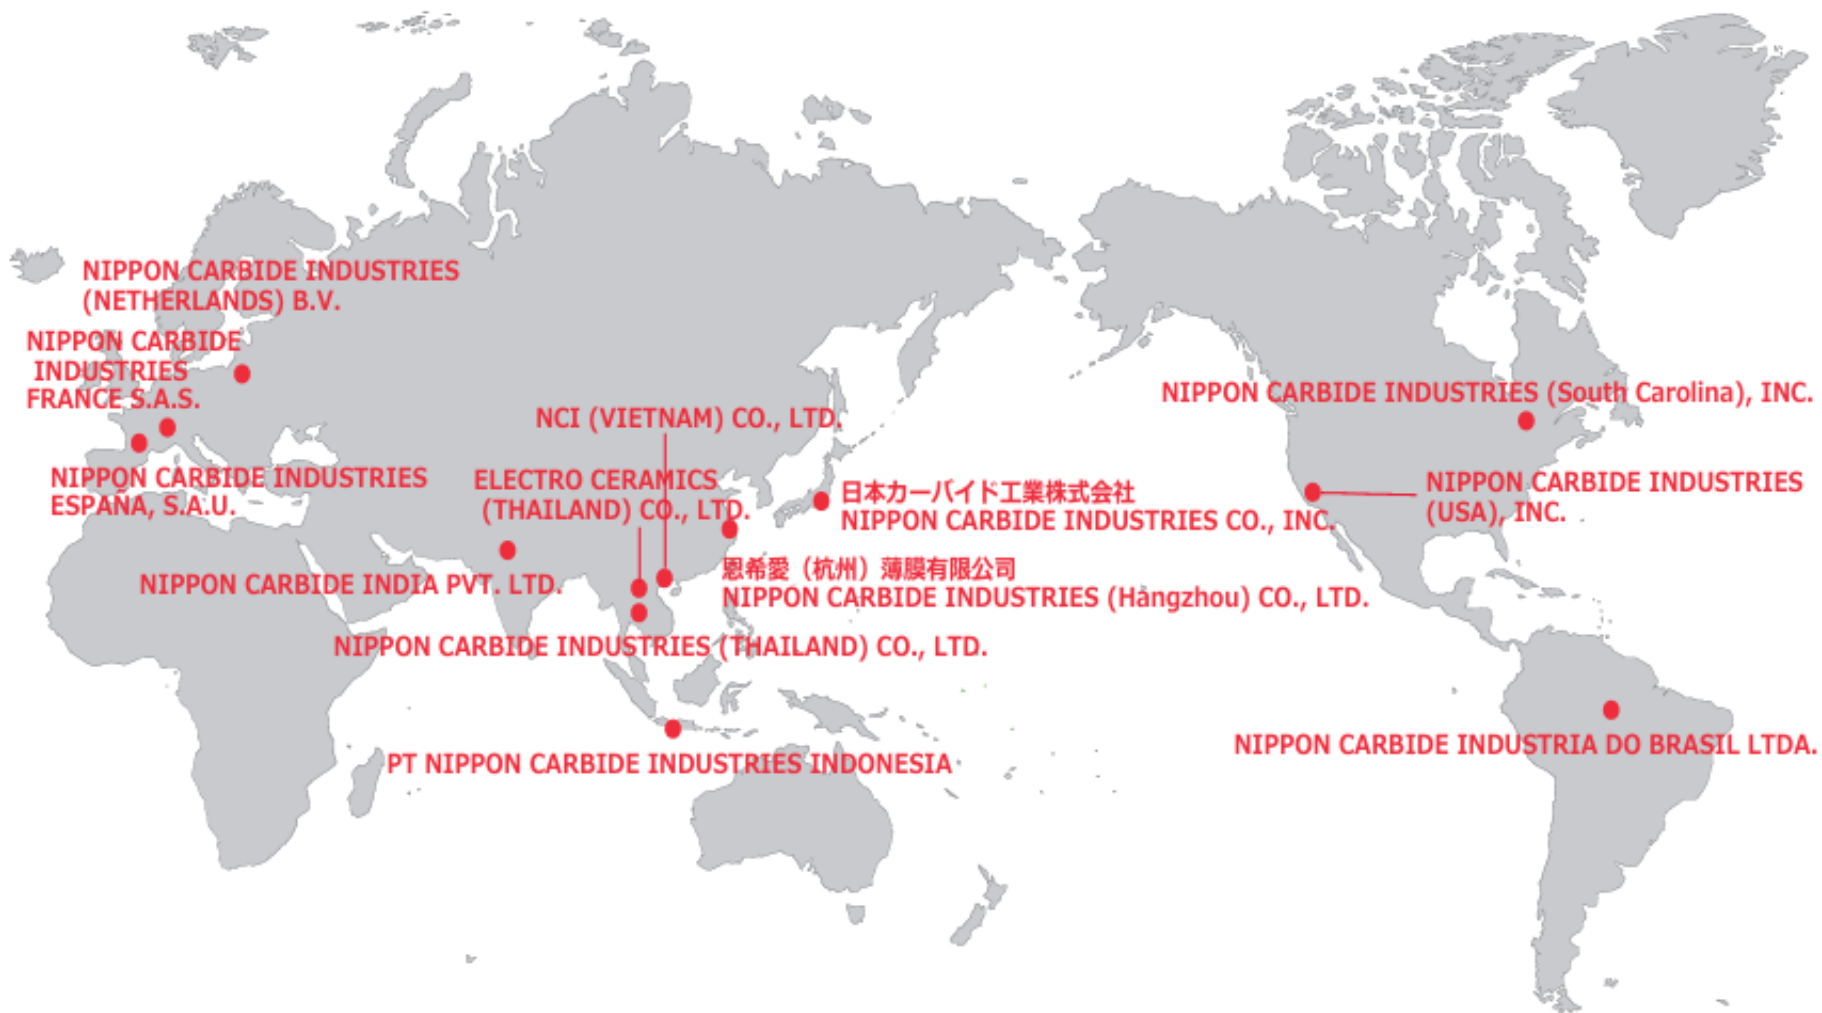 NIPPON CARBIDE INDUSTRIES
(NETHERLANDS) B.V.
NIPPON CARBIDE
INDUSTRIES
FRANCE S.A.S.
NIPPON CARBIDE INDUSTRIES
ESPAÑA, S.A.U.
NCI (VIETNAM) CO., LTD.
ELECTRO CERAMICS
(THAILAND) CO., LTD.
日本カーバイド工業株式会社
NIPPON CARBIDE INDUSTRIES CO., INC.
恩希愛（杭州）薄膜有限公司
NIPPON CARBIDE INDUSTRIES (Hangzhou) CO., LTD.
NIPPON CARBIDE INDIA PVT. LTD.
NIPPON CARBIDE INDUSTRIES (THAILAND) CO., LTD.
PT NIPPON CARBIDE INDUSTRIES INDONESIA
NIPPON CARBIDE INDUSTRIES (South Carolina), INC.
NIPPON CARBIDE INDUSTRIES
(USA), INC.
NIPPON CARBIDE INDUSTRIA DO BRASIL LTDA.